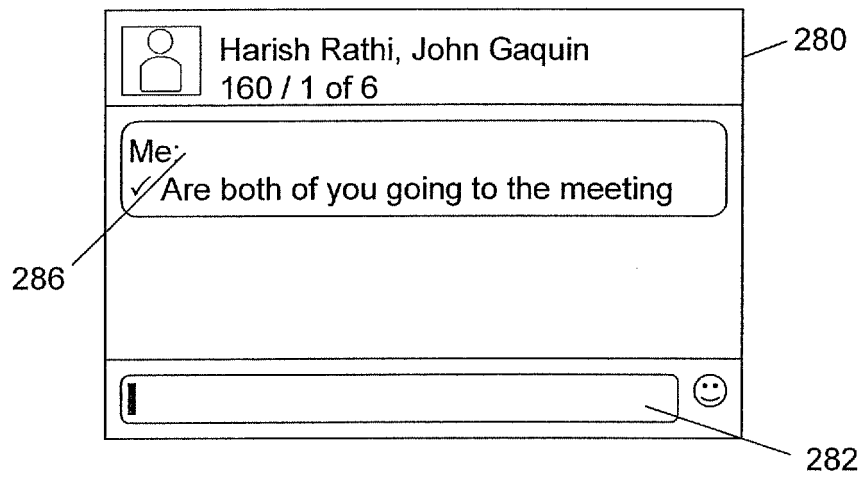 Harish Rathi, John Gaquin
280
160 / 1 of 6
Me:
✓ Are both of you going to the meeting
286
282